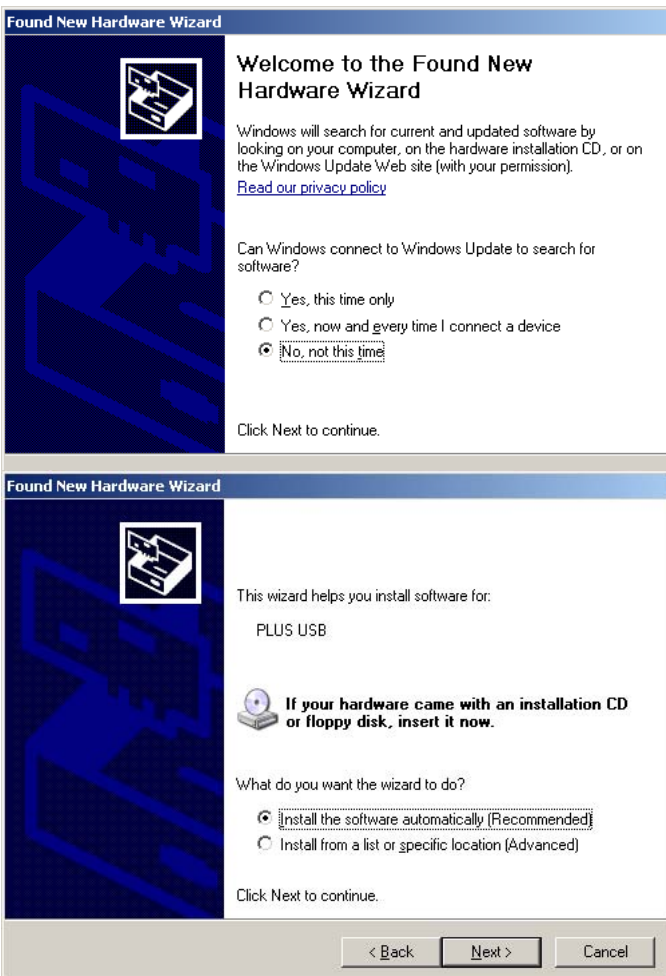 Found New Hardware Wizard
Welcome to the Found New
Hardware Wizard
Windows will search for current and updated software by
looking on your computer, on the hardware installation CD, or on
the Windows Update Web site (with your permission).
Read our privacy policy
Can Windows connect to Windows Update to search for
software?
Yes, this time only
Yes, now and every time I connect a device
No, not this time
Click Next to continue.
Found New Hardware Wizard
This wizard helps you install software for:
PLUS USB
If your hardware came with an installation CD
or floppy disk, insert it now.
What do you want the wizard to do?
Install the software automatically (Recommended)
Install from a list or specific location (Advanced)
Click Next to continue.
< Back Next > Cancel